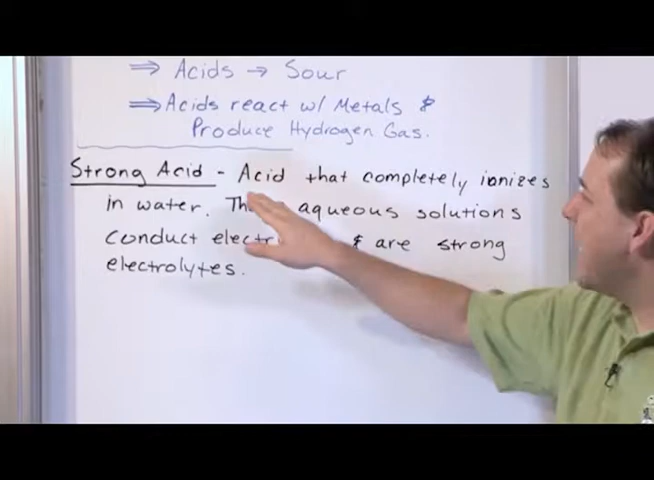 ⇒ Acids → Sour
⇒ Acids react w/ Metals &
Produce Hydrogen Gas.
Strong Acid - Acid that completely ionizes
in water. aqueous solutions
Conduct & are strong
electrolytes.